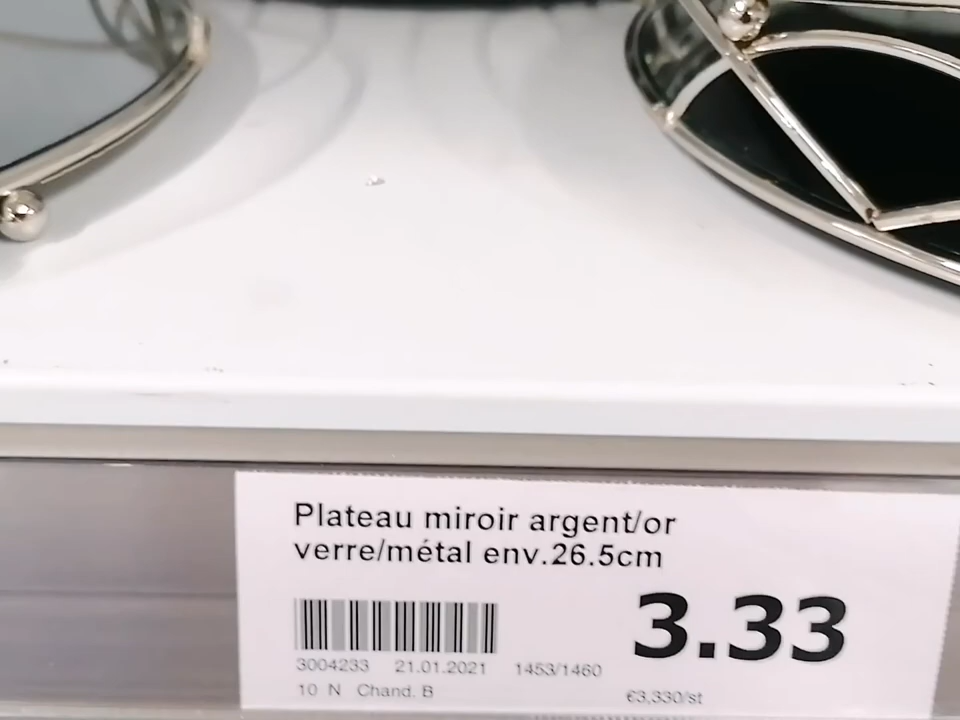 Plateau miroir argent/or
verre/métal env.26.5cm
3.33
3004233 21.01.2021 1453/1460
10 N Chand. B
€3,330/st